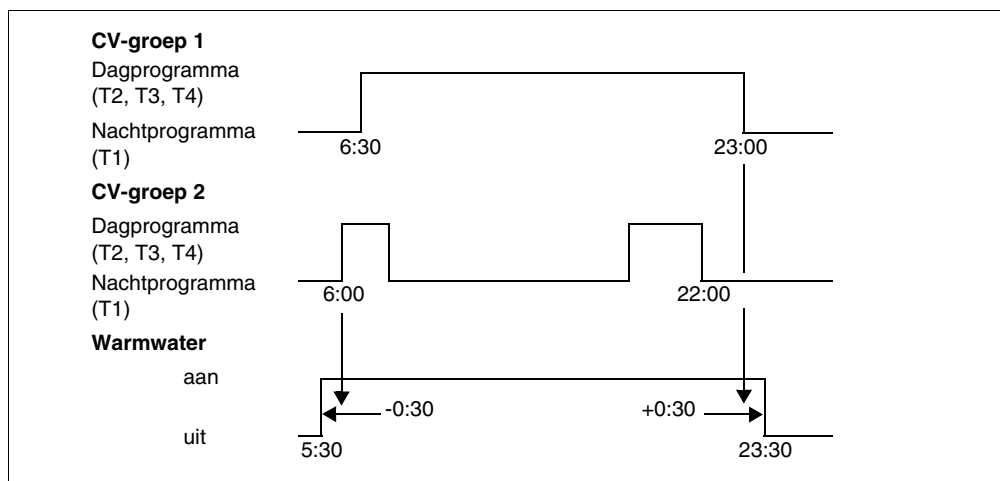 CV-groep 1
Dagprogramma
(T2, T3, T4)
Nachtprogramma
(T1)
6:30
23:00
CV-groep 2
Dagprogramma
(T2, T3, T4)
Nachtprogramma
(T1)
6:00
22:00
Warmwater
aan
-0:30
+0:30
uit
5:30
23:30